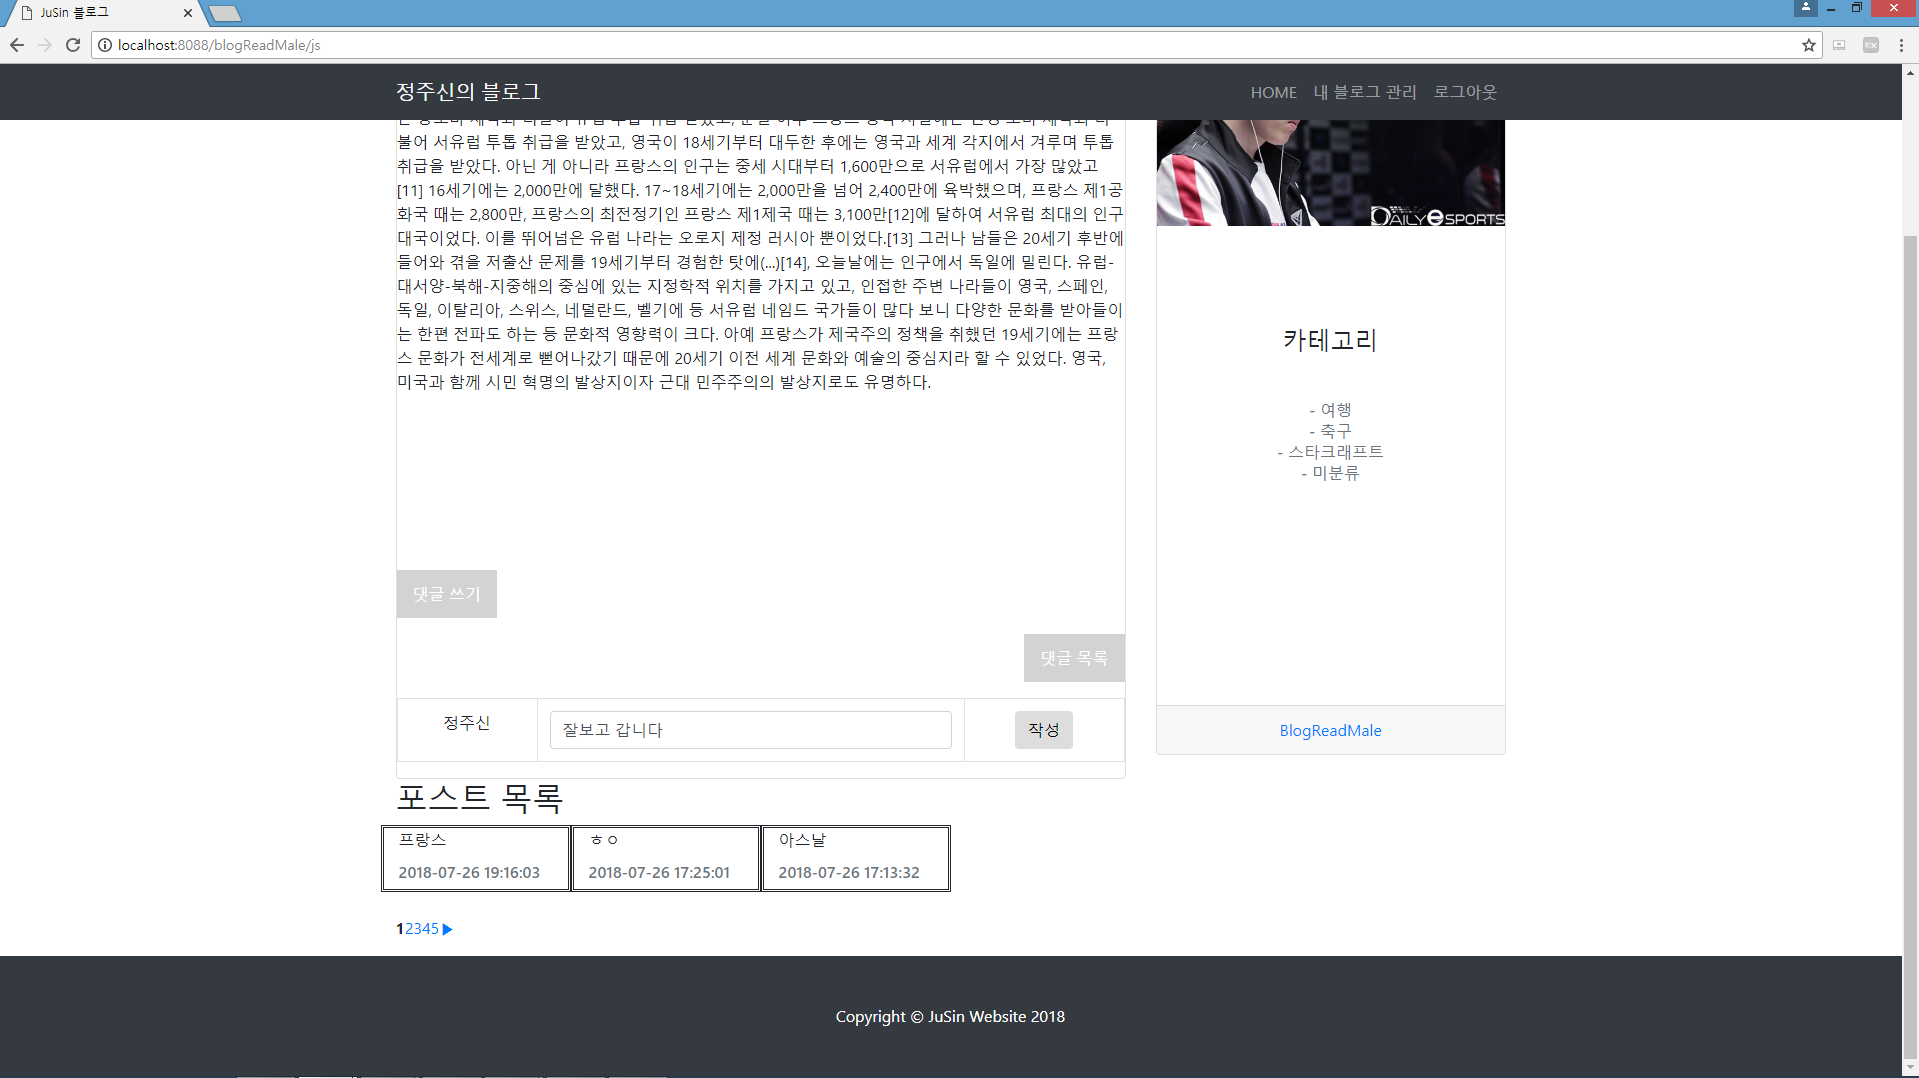 JuSin 블로그
localhost:8088/blogReadMale/js
정주신의 블로그
HOME 내 블로그 관리 로그아웃
불어 서유럽 투톱 취급을 받았고, 영국이 18세기부터 대두한 후에는 영국과 세계 각지에서 겨루며 투톱
취급을 받았다. 아닌 게 아니라 프랑스의 인구는 중세 시대부터 1,600만으로 서유럽에서 가장 많았고
[11] 16세기에는 2,000만에 달했다. 17~18세기에는 2,000만을 넘어 2,400만에 육박했으며, 프랑스 제1공
화국 때는 2,800만, 프랑스의 최전정기인 프랑스 제1제국 때는 3,100만[12]에 달하여 서유럽 최대의 인구
대국이었다. 이를 뛰어넘은 유럽 나라는 오로지 제정 러시아 뿐이었다.[13] 그러나 남들은 20세기 후반에
들어와 겪을 저출산 문제를 19세기부터 경험한 탓에(...)[14], 오늘날에는 인구에서 독일에 밀린다. 유럽-
대서양-북해-지중해의 중심에 있는 지정학적 위치를 가지고 있고, 인접한 주변 나라들이 영국, 스페인,
독일, 이탈리아, 스위스, 네덜란드, 벨기에 등 서유럽 네임드 국가들이 많다 보니 다양한 문화를 받아들이
는 한편 전파도 하는 등 문화적 영향력이 크다. 아예 프랑스가 제국주의 정책을 취했던 19세기에는 프랑
스 문화가 전세계로 뻗어나갔기 때문에 20세기 이전 세계 문화와 예술의 중심지라 할 수 있었다. 영국,
미국과 함께 시민 혁명의 발상지이자 근대 민주주의의 발상지로도 유명하다.
댓글 쓰기
댓글 목록
정주신
잘보고 갑니다
작성
DAILYESPORTS
카테고리
- 여행
- 축구
- 스타크래프트
- 미분류
BlogReadMale
포스트 목록
프랑스
2018-07-26 19:16:03
ㅎㅇ
2018-07-26 17:25:01
아스날
2018-07-26 17:13:32
12345▶
Copyright © JuSin Website 2018